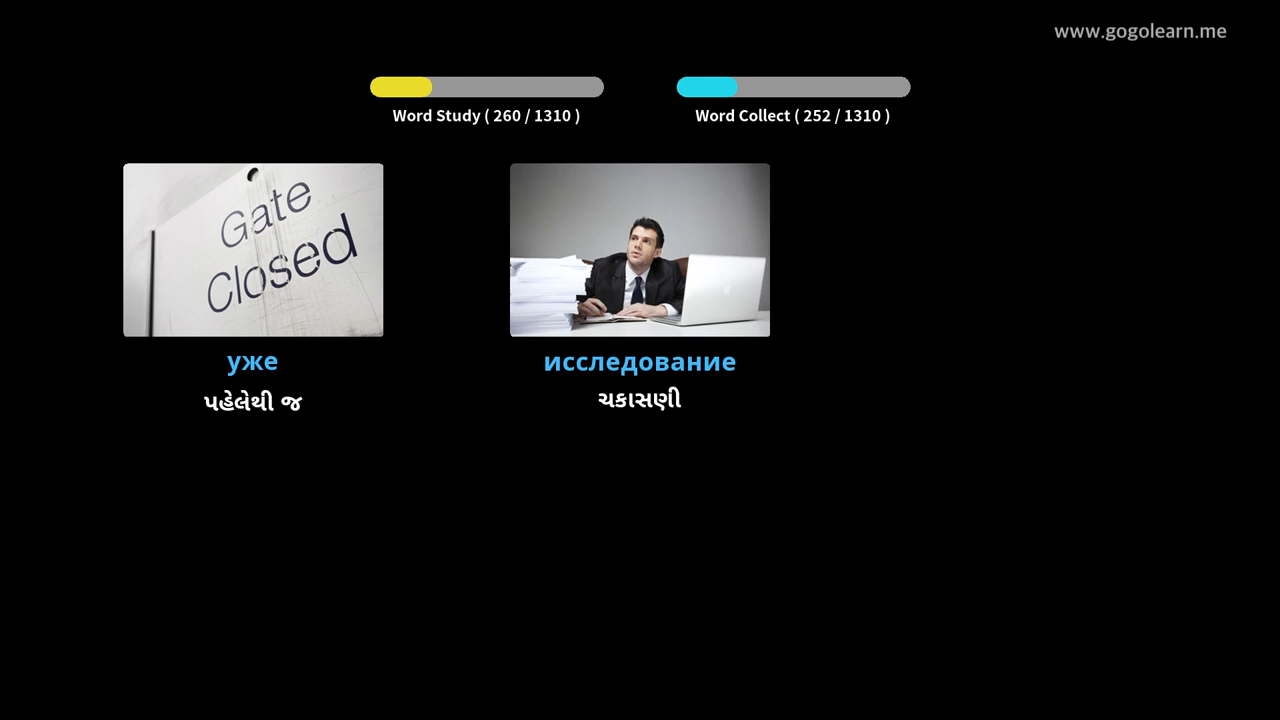 www.gogolearn.me
Word Study ( 260 / 1310 )
Word Collect ( 252 / 1310 )
Gate
Closed
уже
પહેલેથી જ
исследование
ચકાસણી